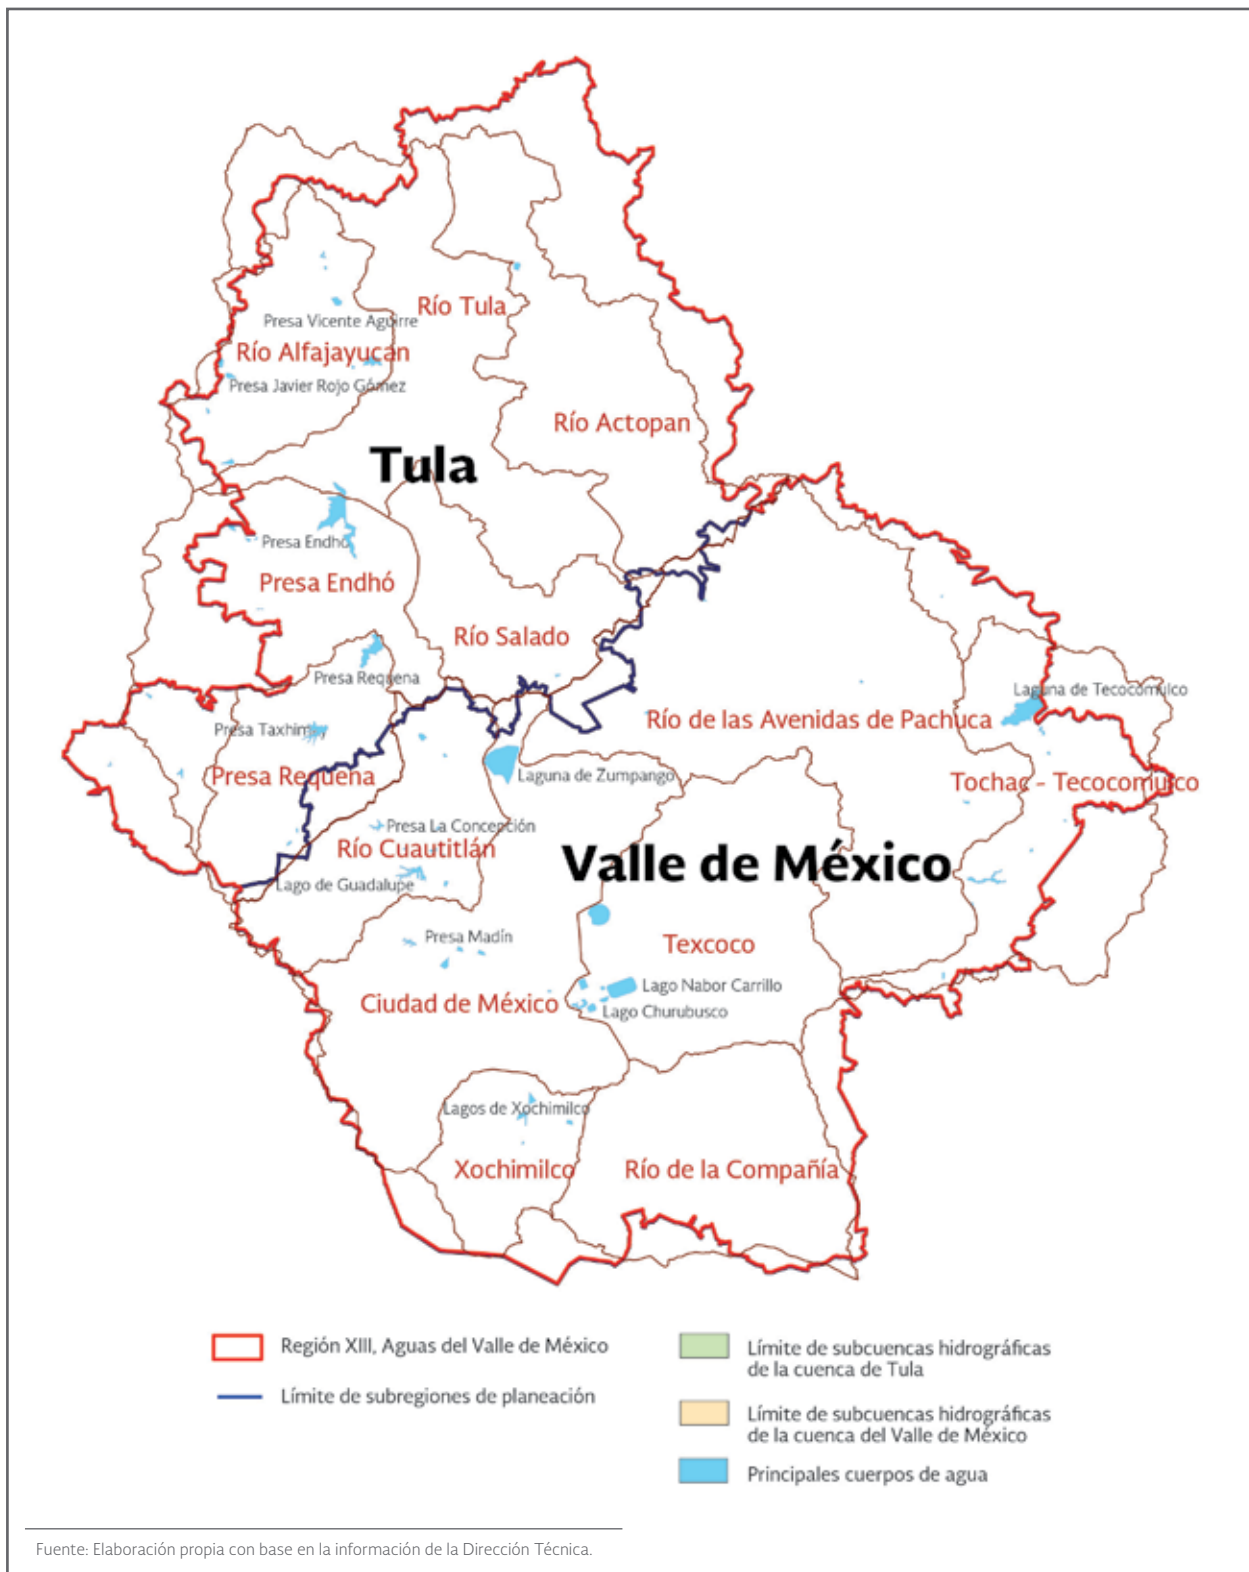 Río Tula
Presa Vicente Aguirre
Río Alfajayucan
Presa Javier Rojo Gómez
Río Actopan
Tula
Presa Endhó
Presa Endhó
Río Salado
Presa Requena
Laguna de Tecocomulco
Río de las Avenidas de Pachuca
Presa Taxhimay
Presa Requena
Laguna de Zumpango
Tochac - Tecocomulco
Presa La Concepción
Río Cuautitlán
Valle de México
Lago de Guadalupe
Presa Madín
Texcoco
Lago Nabor Carrillo
Ciudad de México
Lago Churubusco
Lagos de Xochimilco
Xochimilco
Río de la Compañía
Región XIII, Aguas del Valle de México
Límite de subregiones de planeación
Límite de subcuencas hidrográficas
de la cuenca de Tula
Límite de subcuencas hidrográficas
de la cuenca del Valle de México
Principales cuerpos de agua
Fuente: Elaboración propia con base en la información de la Dirección Técnica.